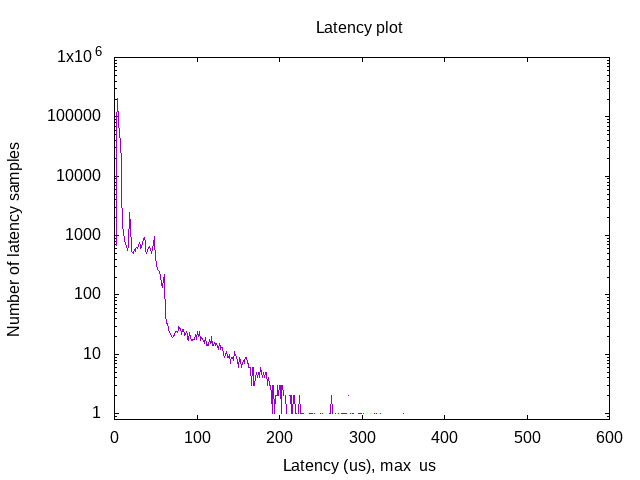 Latency plot
1x10^6
100000
10000
1000
100
10
1
Number of latency samples
0 100 200 300 400 500 600
Latency (us), max  us